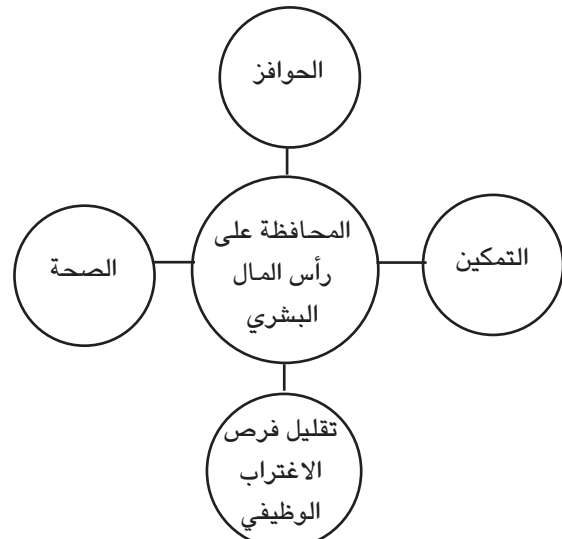 الحوافز
المحافظة على
رأس المال
البشري
التمكين
الصحة
تقليل فرص
الاغتراب
الوظيفي